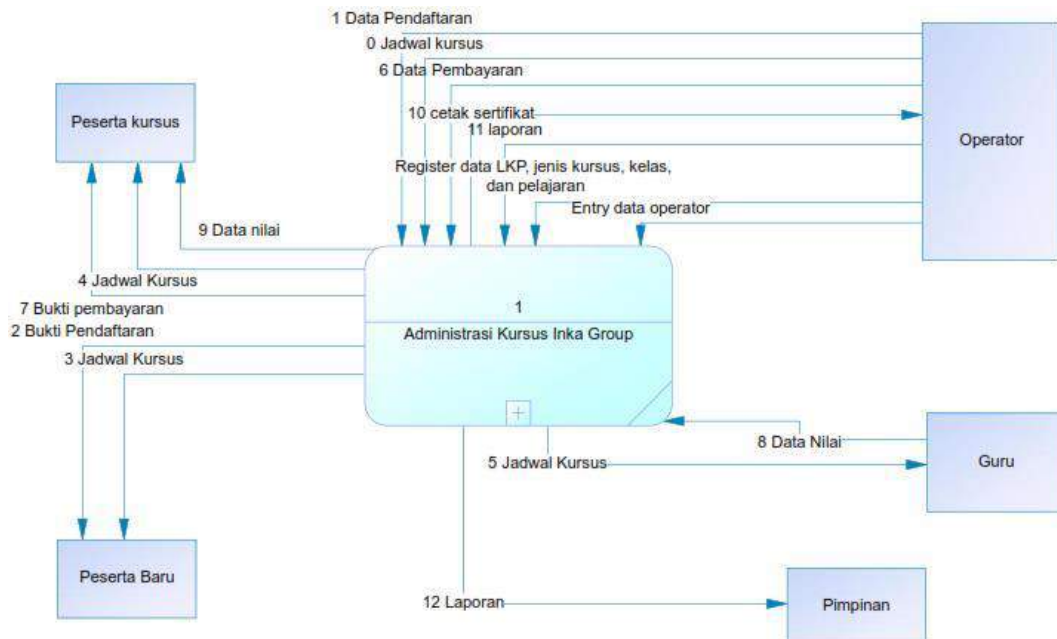 1 Data Pendaftaran
0 Jadwal kursus
6 Data Pembayaran
10 cetak sertifikat
11 laporan
Operator
Peserta kursus
Register data LKP, jenis kursus, kelas,
dan pelajaran
Entry data operator
9 Data nilai
4 Jadwal Kursus
7 Bukti pembayaran
2 Bukti Pendaftaran
3 Jadwal Kursus
1
Administrasi Kursus Inka Group
8 Data Nilai
5 Jadwal Kursus
Guru
Peserta Baru
12 Laporan
Pimpinan